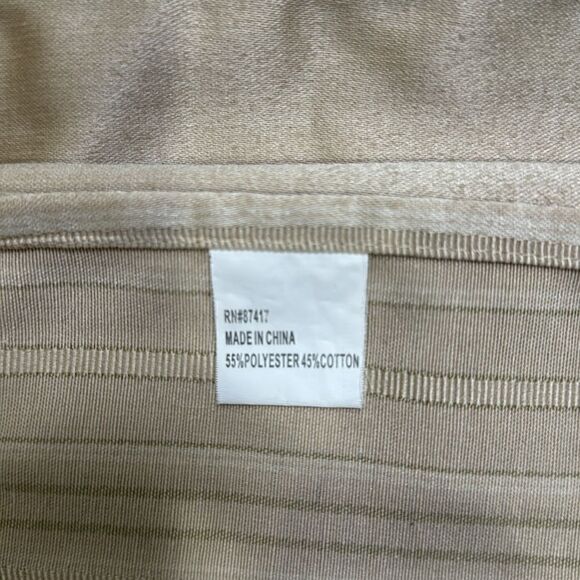 RN#87417
MADE IN CHINA
55%POLYESTER 45%COTTON